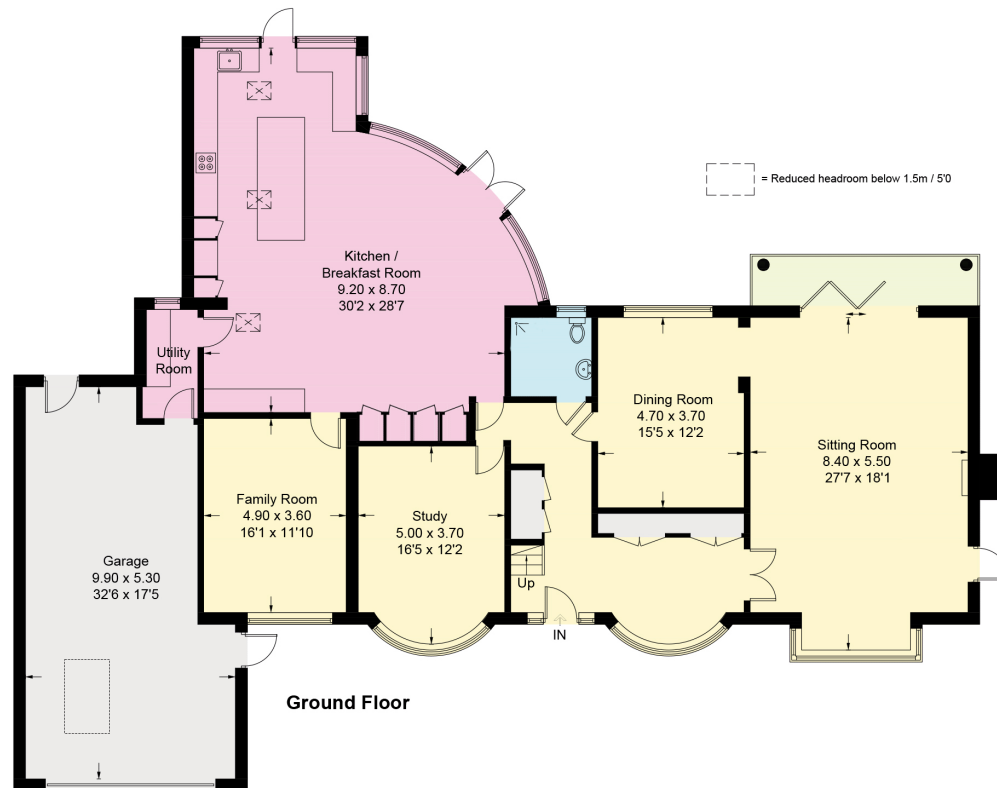 = Reduced headroom below 1.5m / 5'0
Kitchen /
Breakfast Room
9.20 x 8.70
30'2 x 28'7
Utility
Room
Dining Room
4.70 x 3.70
15'5 x 12'2
Sitting Room
8.40 x 5.50
27'7 x 18'1
Family Room
4.90 x 3.60
16'1 x 11'10
Study
5.00 x 3.70
16'5 x 12'2
Garage
9.90 x 5.30
32'6 x 17'5
Up
IN
Ground Floor